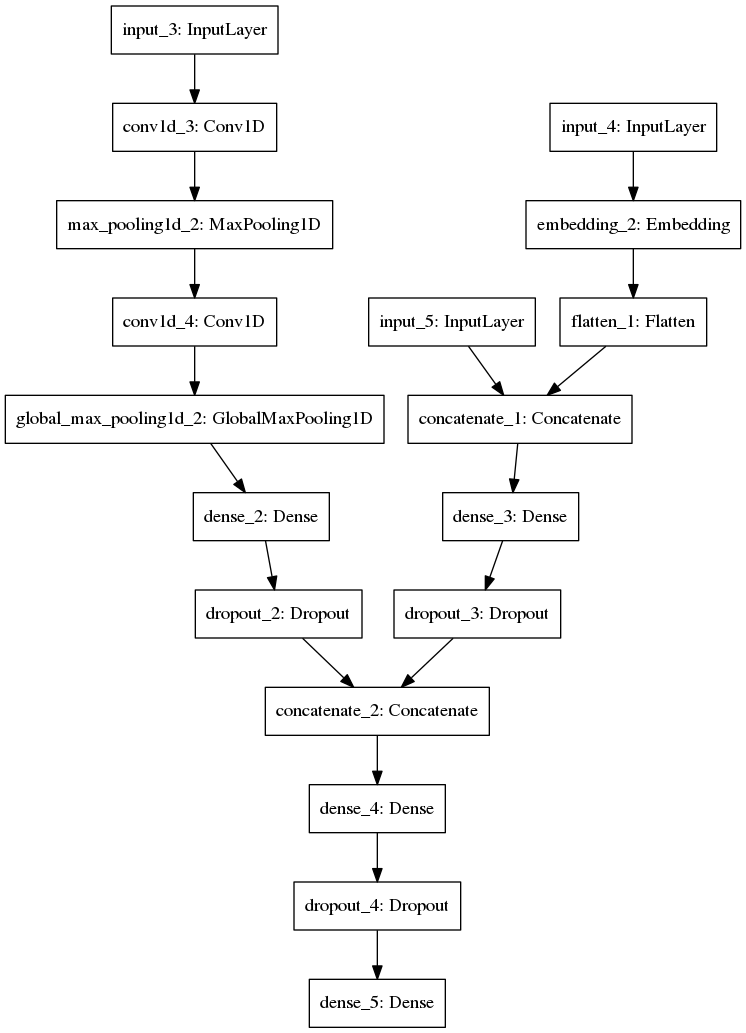 input_3: InputLayer
conv1d_3: Conv1D
input_4: InputLayer
max_pooling1d_2: MaxPooling1D
embedding_2: Embedding
conv1d_4: Conv1D
input_5: InputLayer
flatten_1: Flatten
global_max_pooling1d_2: GlobalMaxPooling1D
concatenate_1: Concatenate
dense_2: Dense
dense_3: Dense
dropout_2: Dropout
dropout_3: Dropout
concatenate_2: Concatenate
dense_4: Dense
dropout_4: Dropout
dense_5: Dense